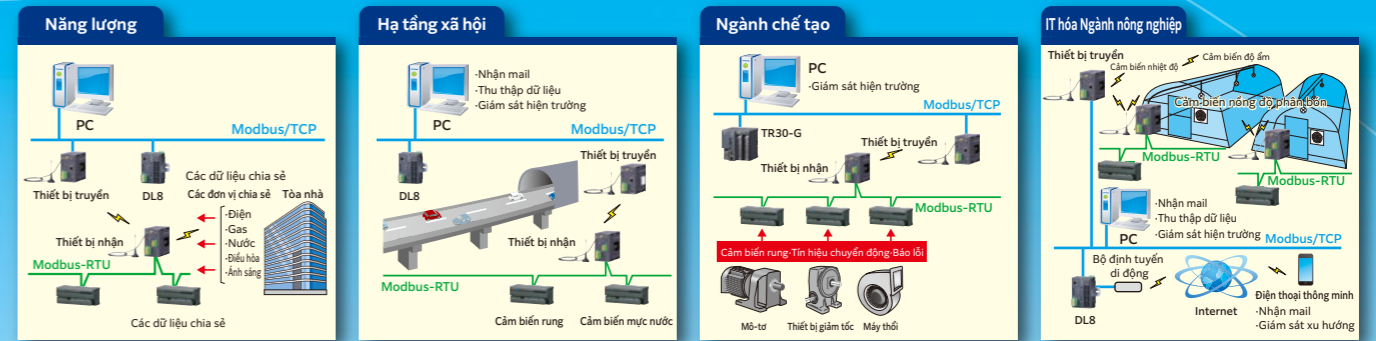 Năng lượng
PC
Modbus/TCP
Thiết bị truyền
DL8
Các dữ liệu chia sẻ
Các đơn vị chia sẻ
Tòa nhà
·Điện
·Gas
·Nước
·Điều hòa
·Ánh sáng
Thiết bị nhận
Modbus-RTU
Các dữ liệu chia sẻ
Hạ tầng xã hội
·Nhận mail
·Thu thập dữ liệu
·Giám sát hiện trường
PC
Modbus/TCP
DL8
Thiết bị truyền
Thiết bị nhận
Modbus-RTU
Cảm biến rung
Cảm biến mực nước
Ngành chế tạo
PC
·Giám sát hiện trường
Modbus/TCP
TR30-G
Thiết bị truyền
Thiết bị nhận
Modbus-RTU
Cảm biến rung·Tín hiệu chuyển động·Báo lỗi
Mô-tơ
Thiết bị giảm tốc
Máy thổi
IT hóa Ngành nông nghiệp
Thiết bị truyền
Cảm biến nhiệt độ
Cảm biến độ ẩm
Cảm biến nồng độ phân bón
Modbus-RTU
Modbus-RTU
·Nhận mail
·Thu thập dữ liệu
·Giám sát hiện trường
PC
Modbus/TCP
Bộ định tuyến
di động
DL8
Internet
Điện thoại thông minh
·Nhận mail
·Giám sát xu hướng